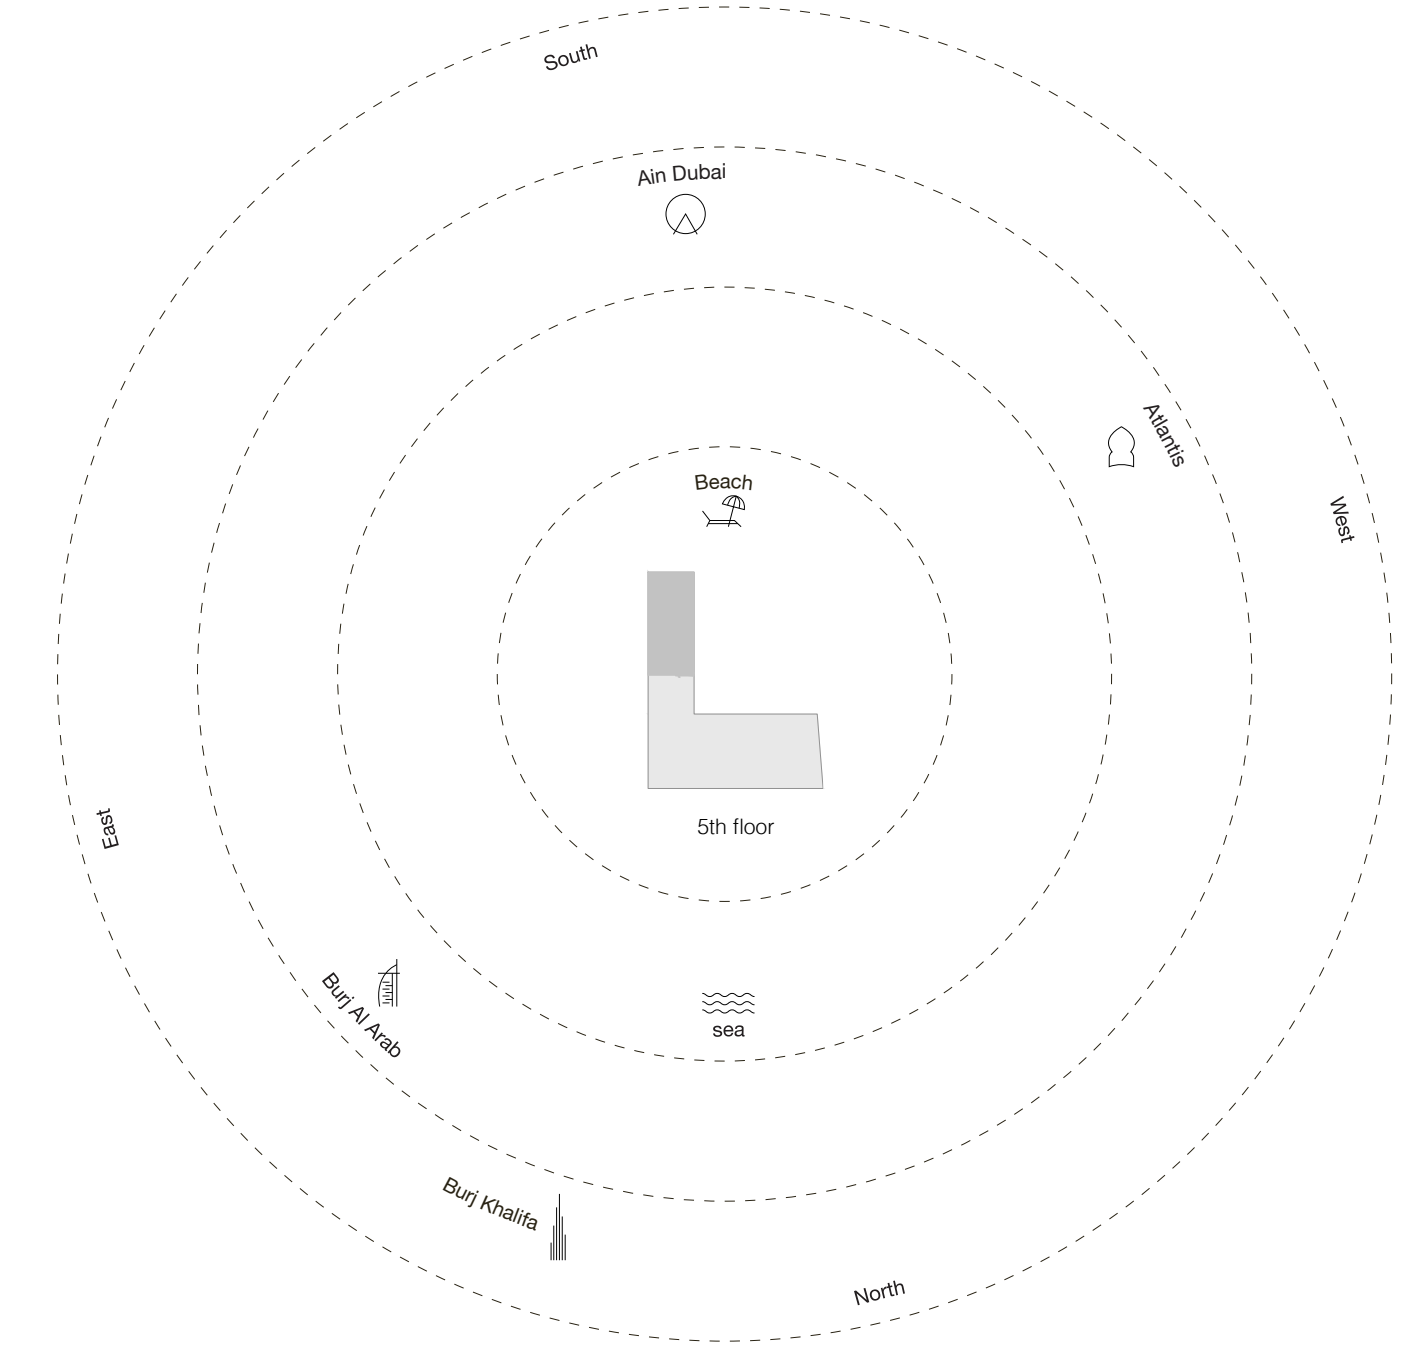 South
Ain Dubai
Atlantis
Beach
West
5th floor
East
Burj Al Arab
sea
Burj Khalifa
North